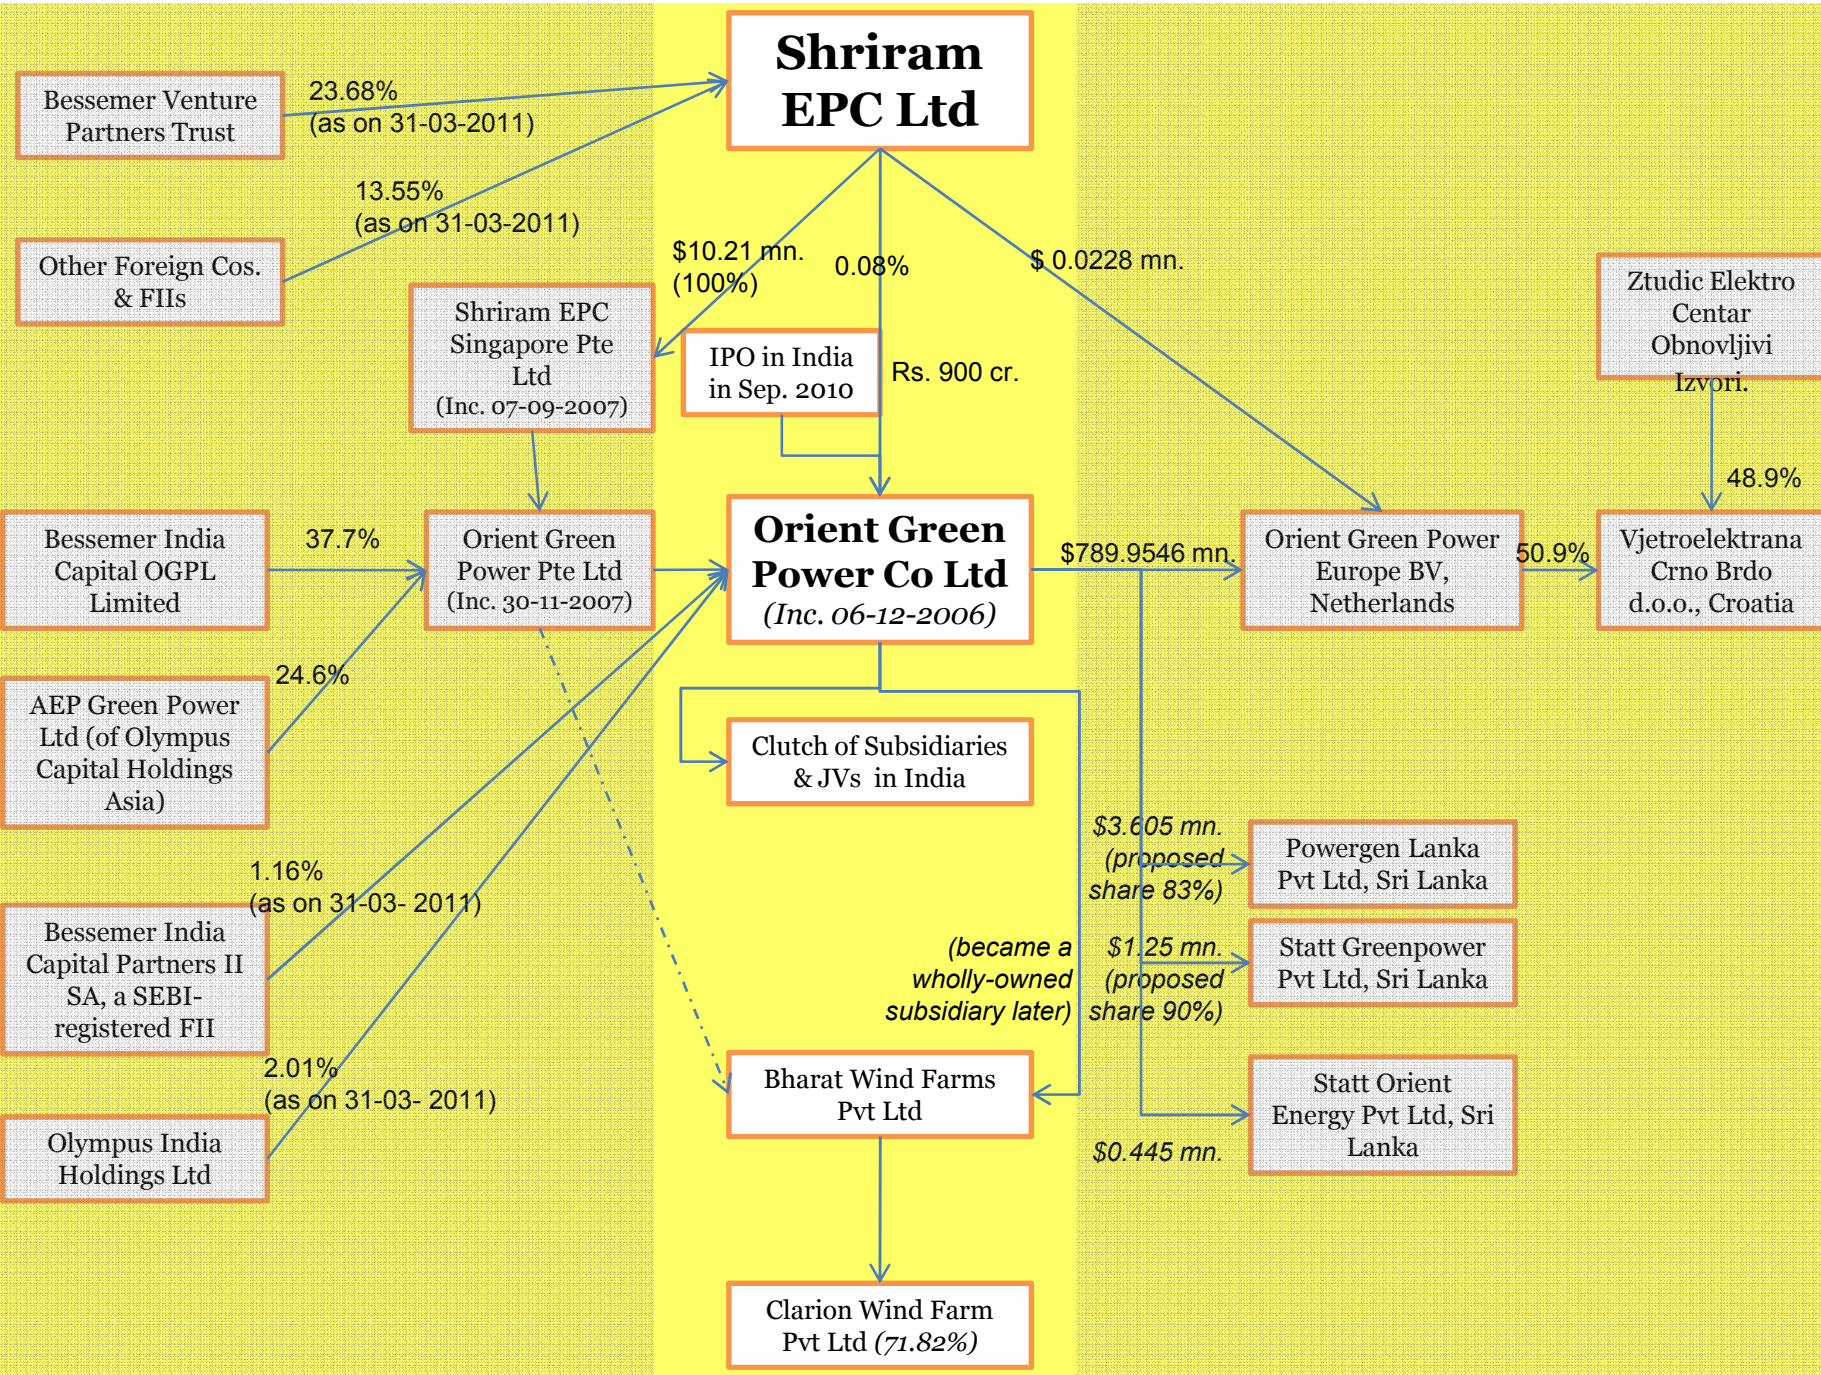 Shriram
EPC Ltd
Bessemer Venture
Partners Trust
23.68%
(as on 31-03-2011)
13.55%
(as on 31-03-2011)
Other Foreign Cos.
& FIIs
$10.21 mn.
(100%)
0.08%
$ 0.0228 mn.
Ztudic Elektro
Centar
Obnovljivi
Izvori.
Shriram EPC
Singapore Pte
Ltd
(Inc. 07-09-2007)
IPO in India
in Sep. 2010
Rs. 900 cr.
48.9%
Bessemer India
Capital OGPL
Limited
37.7%
Orient Green
Power Pte Ltd
(Inc. 30-11-2007)
Orient Green
Power Co Ltd
(Inc. 06-12-2006)
$789.9546 mn.
Orient Green Power
Europe BV,
Netherlands
50.9%
Vjetroelektrana
Crno Brdo
d.o.o., Croatia
24.6%
AEP Green Power
Ltd (of Olympus
Capital Holdings
Asia)
Clutch of Subsidiaries
& JVs in India
$3.605 mn.
(proposed
share 83%)
Powergen Lanka
Pvt Ltd, Sri Lanka
1.16%
(as on 31-03- 2011)
Bessemer India
Capital Partners II
SA, a SEBI-
registered FII
(became a
wholly-owned
subsidiary later)
$1.25 mn.
(proposed
share 90%)
Statt Greenpower
Pvt Ltd, Sri Lanka
2.01%
(as on 31-03- 2011)
Olympus India
Holdings Ltd
Bharat Wind Farms
Pvt Ltd
$0.445 mn.
Statt Orient
Energy Pvt Ltd, Sri
Lanka
Clarion Wind Farm
Pvt Ltd (71.82%)